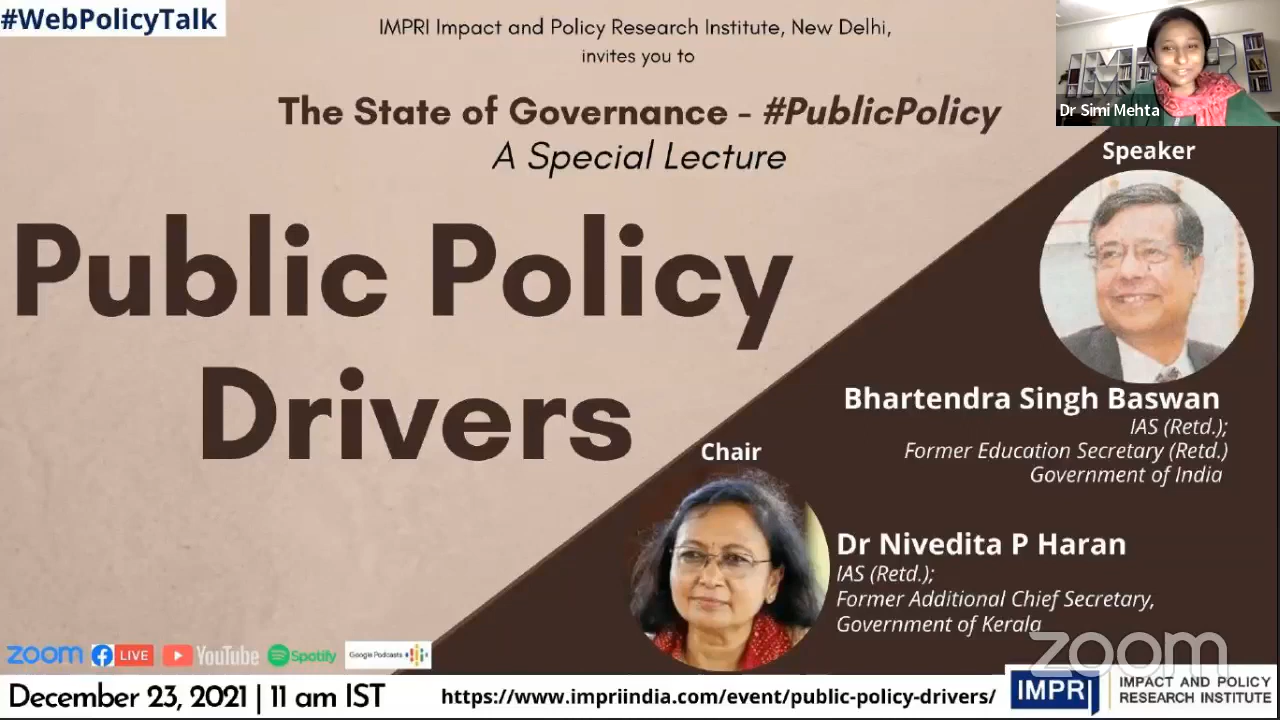 #WebPolicyTalk
IMPRI Impact and Policy Research Institute, New Delhi,
invites you to
The State of Governance - #PublicPolicy
A Special Lecture
Public Policy
Drivers
Dr Simi Mehta
Speaker
Bhartendra Singh Baswan
IAS (Retd.);
Former Education Secretary (Retd.)
Government of India
Chair
Dr Nivedita P Haran
IAS (Retd.);
Former Additional Chief Secretary,
Government of Kerala
zoom
zoom LIVE YouTube Spotify Google Podcasts
December 23, 2021 | 11 am IST
https://www.impriindia.com/event/public-policy-drivers/
IMPRI
IMPACT AND POLICY
RESEARCH INSTITUTE